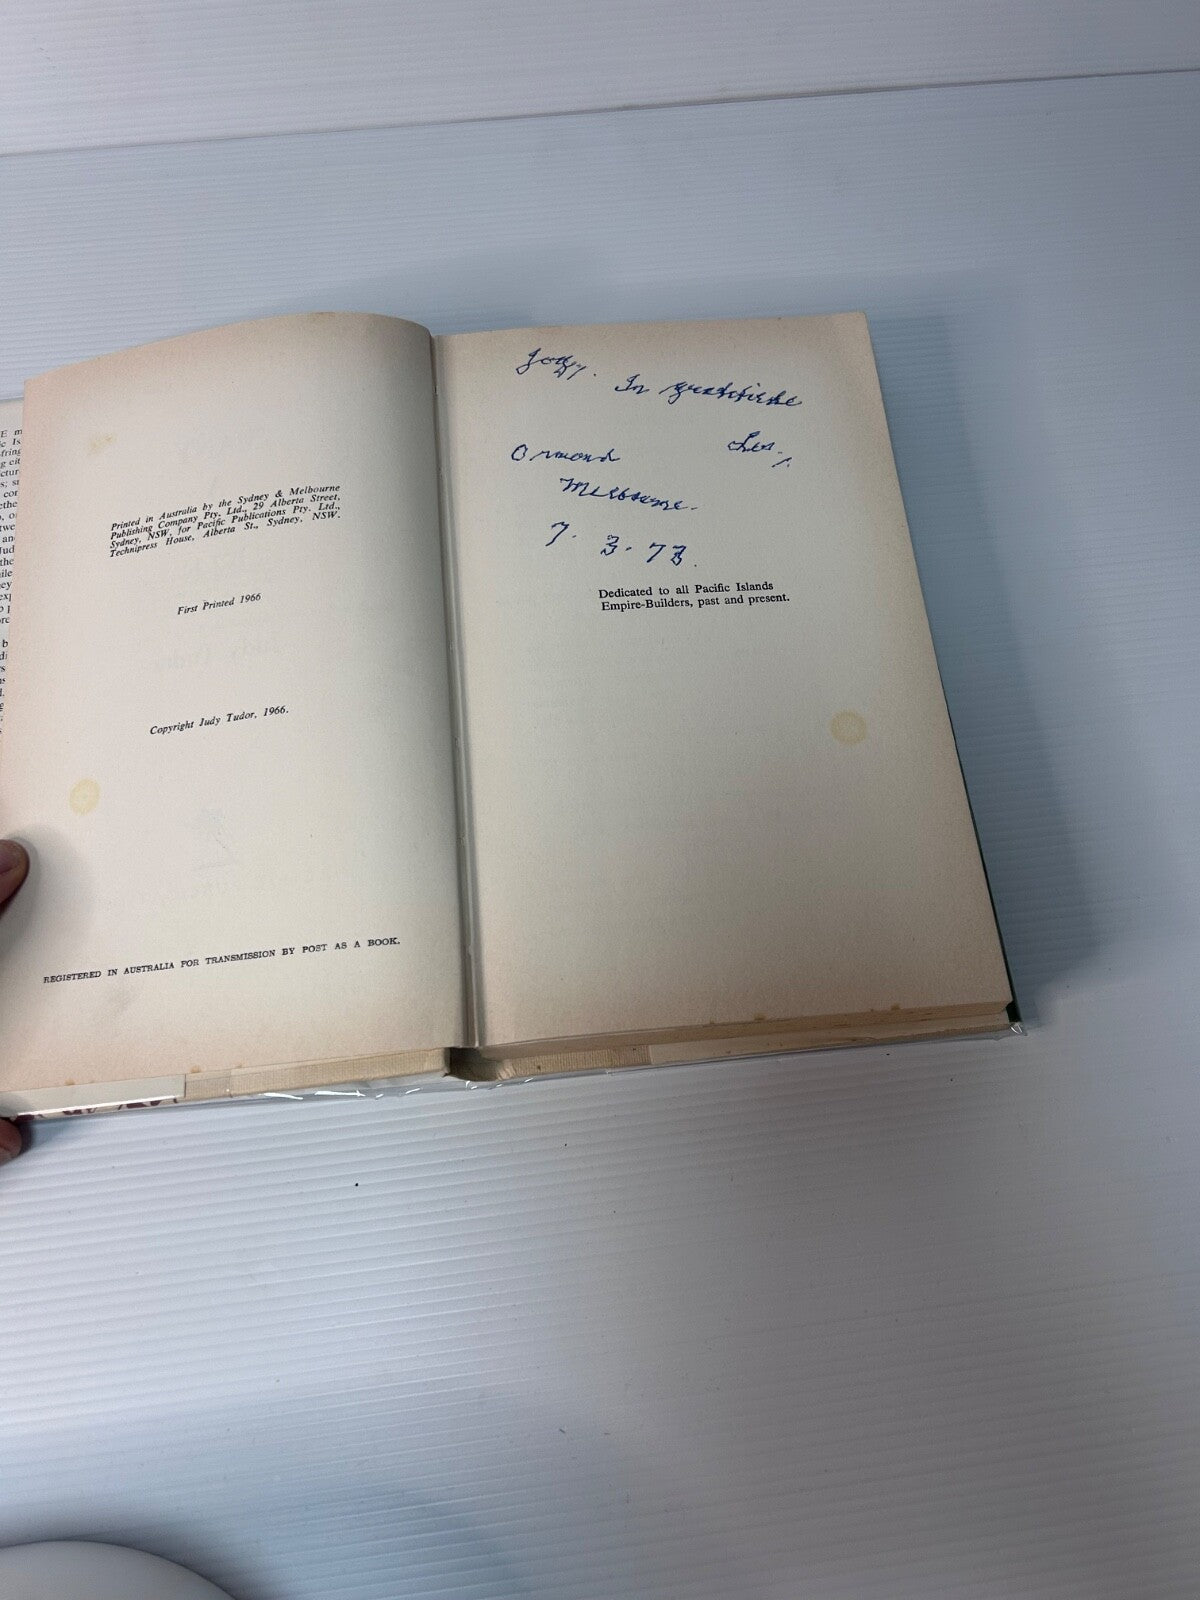 Printed in Australia by the Sydney & Melbourne
Publishing Company Pty. Ltd., 29 Alberta Street,
Sydney, NSW, for Pacific Publications Pty. Ltd.,
Technipress House, Alberta St., Sydney, NSW.
First Printed 1966
Copyright Judy Tudor, 1966.
REGISTERED IN AUSTRALIA FOR TRANSMISSION BY POST AS A BOOK.
In gratitude
Les.
Ormond
Melbourne.
7. 3. 73.
Dedicated to all Pacific Islands
Empire-Builders, past and present.